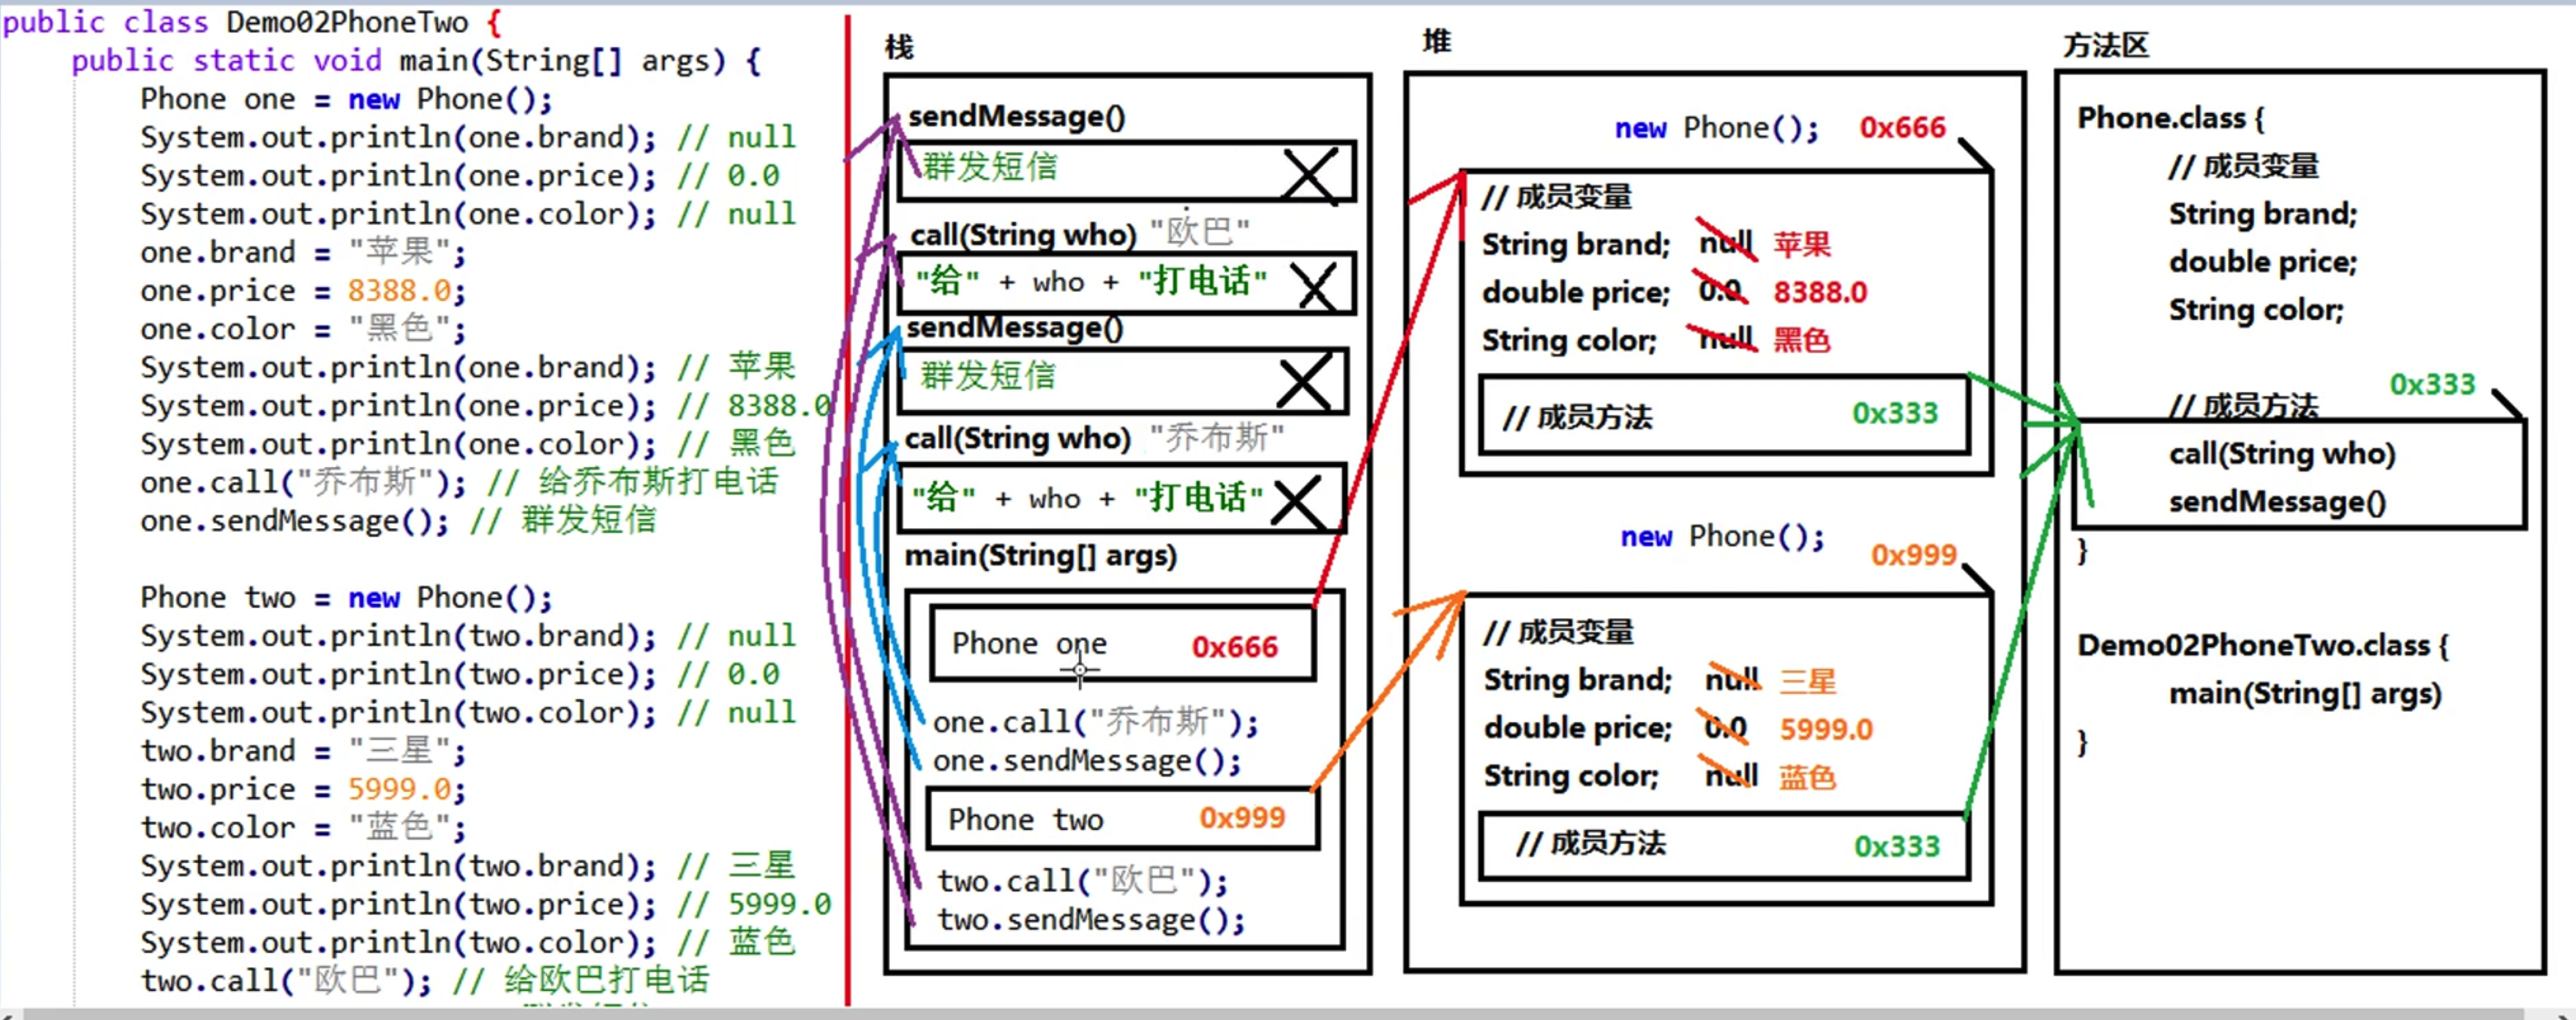 public class Demo02PhoneTwo {
public static void main(String[] args) {
Phone one = new Phone();
System.out.println(one.brand); // null
System.out.println(one.price); // 0.0
System.out.println(one.color); // null
one.brand = "苹果";
one.price = 8388.0;
one.color = "黑色";
System.out.println(one.brand); // 苹果
System.out.println(one.price); // 8388.0
System.out.println(one.color); // 黑色
one.call("乔布斯"); // 给乔布斯打电话
one.sendMessage(); // 群发短信
Phone two = new Phone();
System.out.println(two.brand); // null
System.out.println(two.price); // 0.0
System.out.println(two.color); // null
two.brand = "三星";
two.price = 5999.0;
two.color = "蓝色";
System.out.println(two.brand); // 三星
System.out.println(two.price); // 5999.0
System.out.println(two.color); // 蓝色
two.call("欧巴"); // 给欧巴打电话
栈
sendMessage()
群发短信
call(String who) "欧巴"
"给" + who + "打电话"
sendMessage()
群发短信
call(String who) "乔布斯"
"给" + who + "打电话"
main(String[] args)
Phone one 0x666
one.call("乔布斯");
one.sendMessage();
Phone two 0x999
two.call("欧巴");
two.sendMessage();
堆
new Phone(); 0x666
// 成员变量
String brand; null 苹果
double price; 0.0 8388.0
String color; null 黑色
// 成员方法 0x333
new Phone(); 0x999
// 成员变量
String brand; null 三星
double price; 0.0 5999.0
String color; null 蓝色
// 成员方法 0x333
方法区
Phone.class {
// 成员变量
String brand;
double price;
String color;
0x333
// 成员方法
call(String who)
sendMessage()
}
Demo02PhoneTwo.class {
main(String[] args)
}